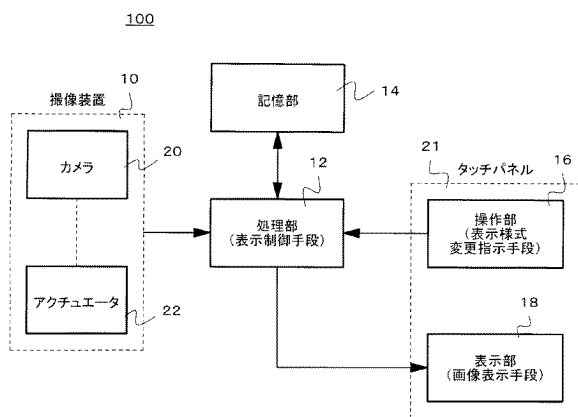 100
撮像装置
10
カメラ
20
アクチュエータ
22
記憶部
14
12
処理部
(表示制御手段)
21
タッチパネル
16
操作部
(表示様式
変更指示手段)
18
表示部
(画像表示手段)